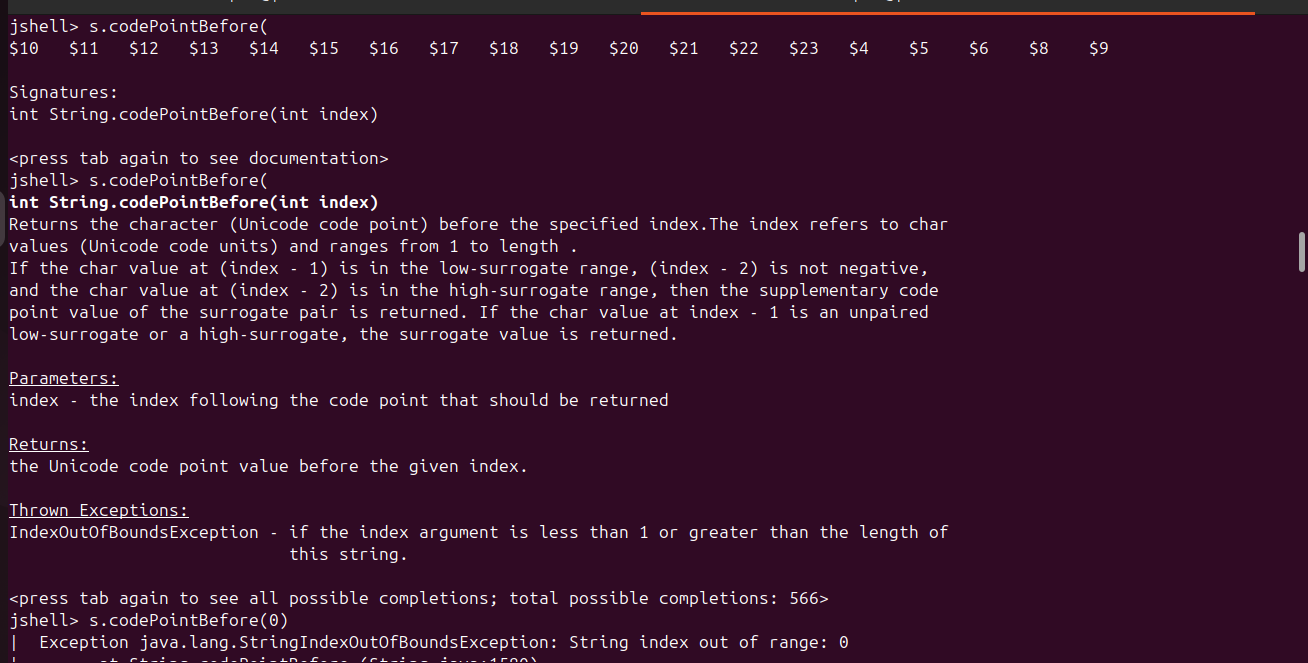 jshell> s.codePointBefore(
$10 $11 $12 $13 $14 $15 $16 $17 $18 $19 $20 $21 $22 $23 $4 $5 $6 $8 $9
Signatures:
int String.codePointBefore(int index)
<press tab again to see documentation>
jshell> s.codePointBefore(
int String.codePointBefore(int index)
Returns the character (Unicode code point) before the specified index.The index refers to char
values (Unicode code units) and ranges from 1 to length .
If the char value at (index - 1) is in the low-surrogate range, (index - 2) is not negative,
and the char value at (index - 2) is in the high-surrogate range, then the supplementary code
point value of the surrogate pair is returned. If the char value at index - 1 is an unpaired
low-surrogate or a high-surrogate, the surrogate value is returned.
Parameters:
index - the index following the code point that should be returned
Returns:
the Unicode code point value before the given index.
Thrown Exceptions:
IndexOutOfBoundsException - if the index argument is less than 1 or greater than the length of
this string.
<press tab again to see all possible completions; total possible completions: 566>
jshell> s.codePointBefore(0)
| Exception java.lang.StringIndexOutOfBoundsException: String index out of range: 0
| at String.codePointBefore (String.java:1580)